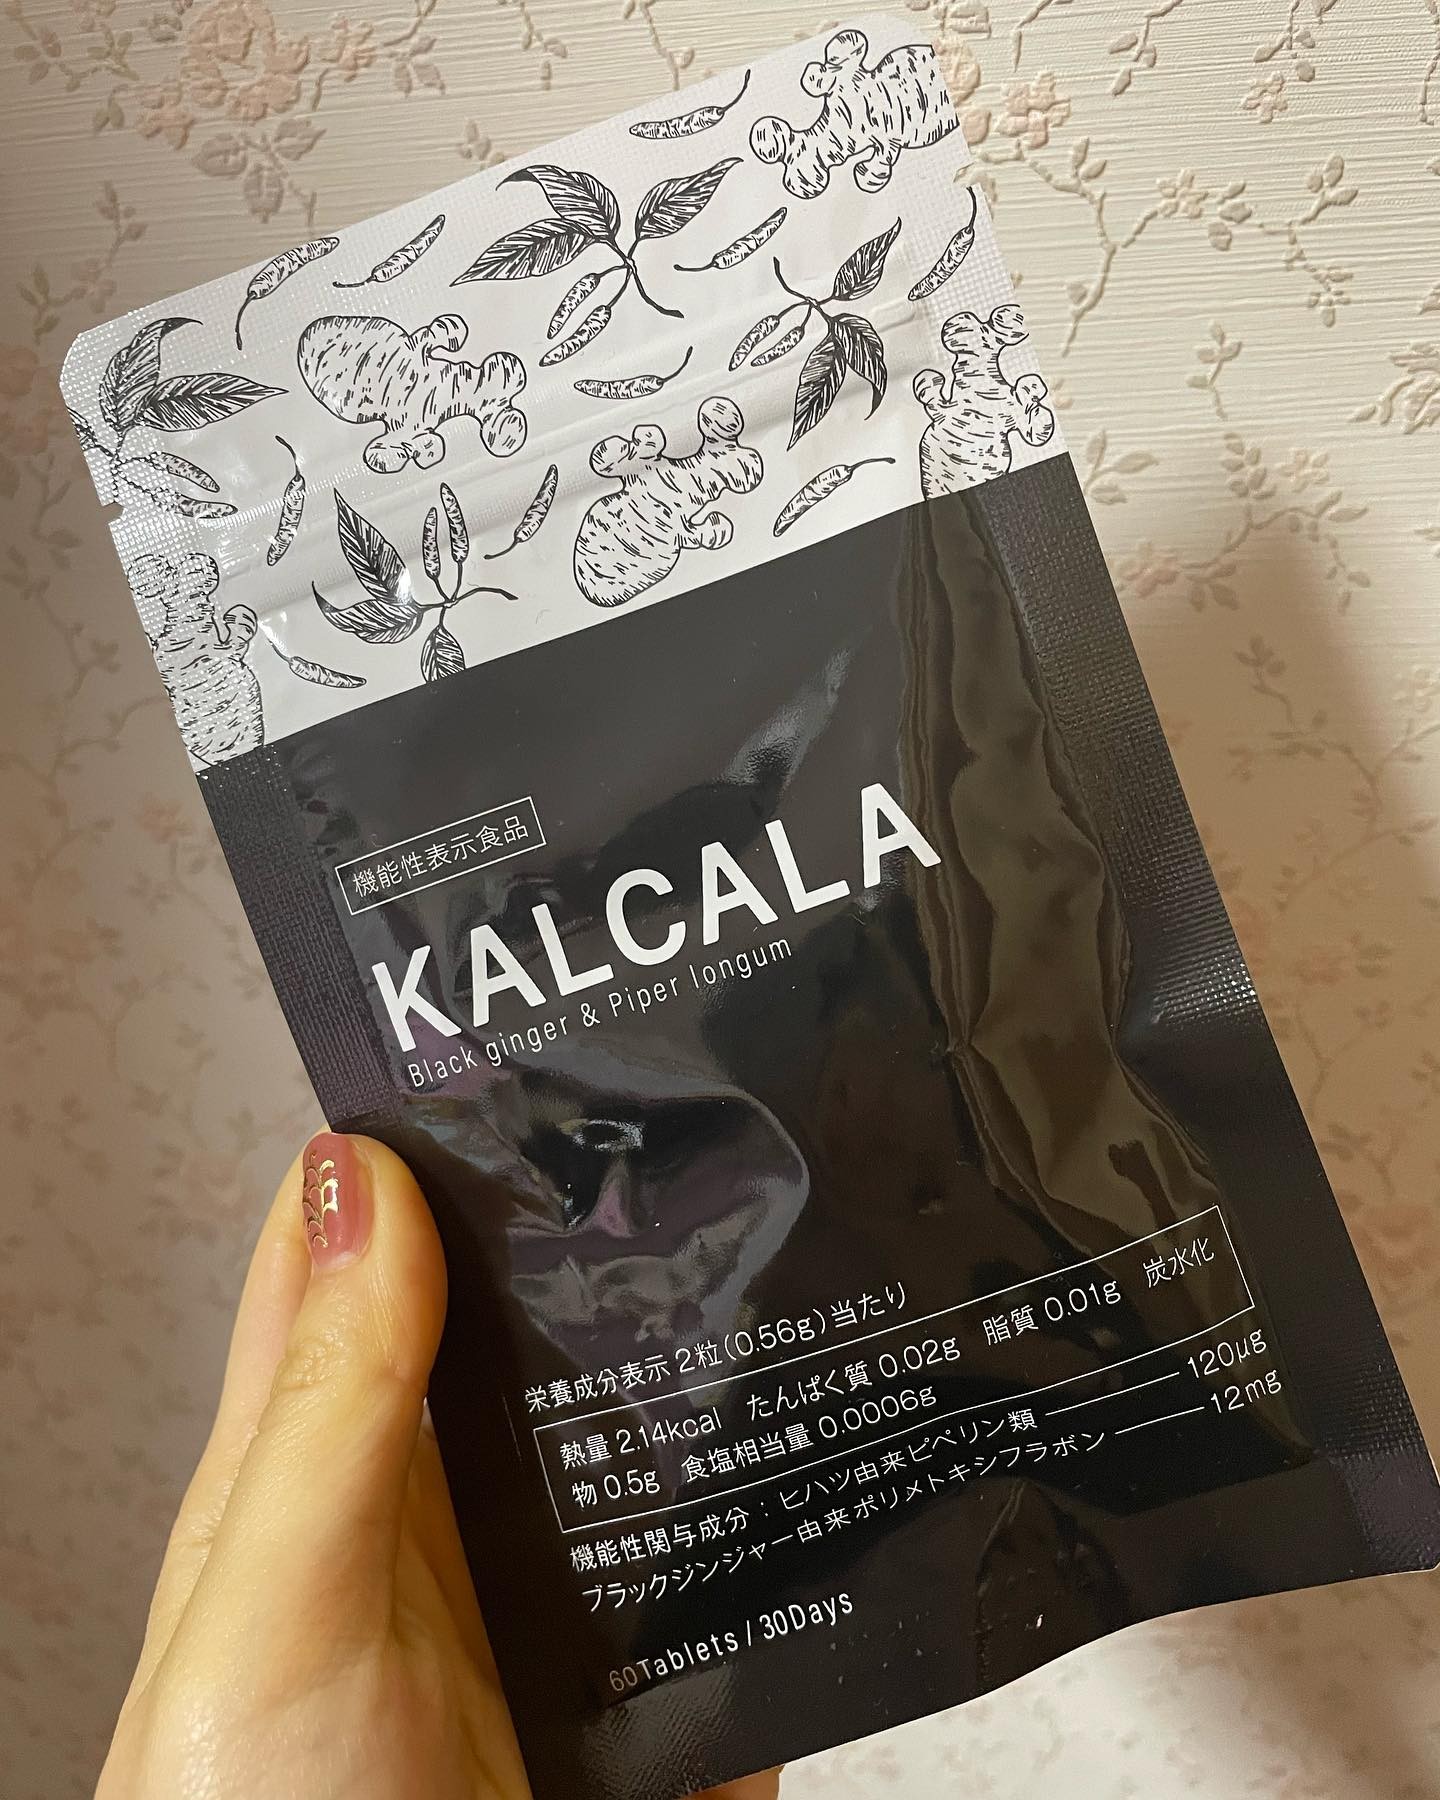 機能性表示食品
KALCALA
Black ginger & Piper longum
栄養成分表示 2粒(0.56g)当たり
熱量 2.14kcal たんぱく質 0.02g 脂質 0.01g 炭水化
物 0.5g 食塩相当量 0.0006g
機能性関与成分：ヒハツ由来ピペリン類 120μg
ブラックジンジャー由来ポリメトキシフラボン 12mg
60Tablets / 30Days